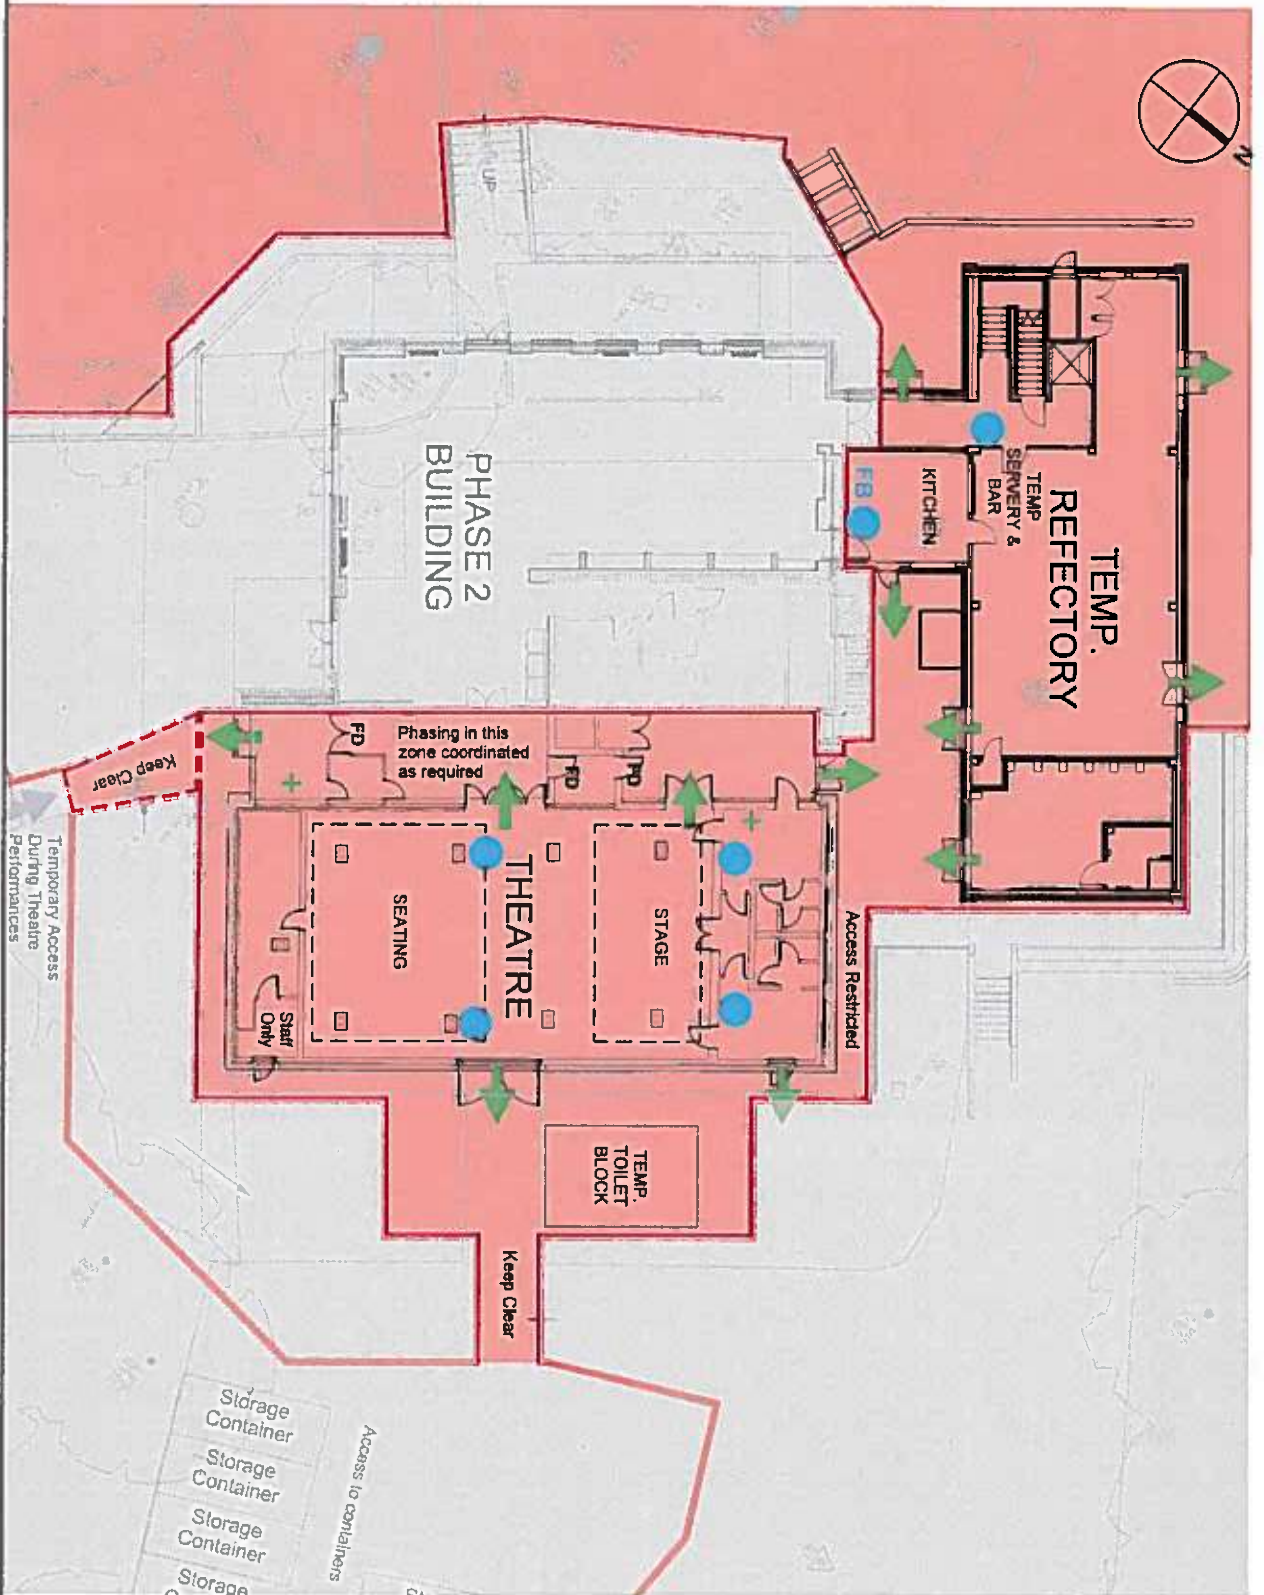 N
TEMP.
REFECTORY
TEMP
SERVERY &
BAR
KITCHEN
FB
UP
PHASE 2
BUILDING
FD
Phasing in this
zone coordinated
as required
FD
FD
Keep Clear
Temporary Access
During Theatre
Performances
THEATRE
SEATING
STAGE
Staff
Only
Access Restricted
TEMP.
TOILET
BLOCK
Keep Clear
Storage
Container
Storage
Container
Storage
Container
Storage
Access to containers